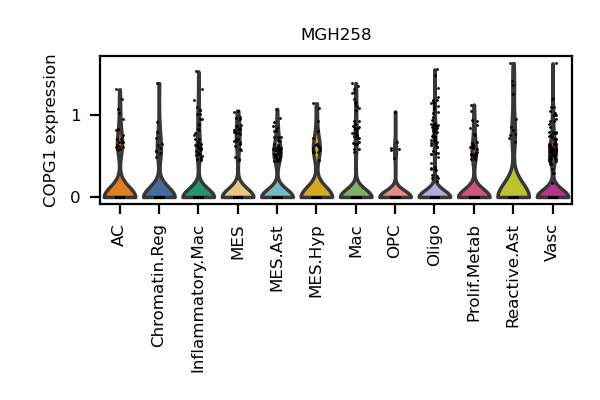 MGH258
COPG1 expression
1
0
AC
Chromatin.Reg
Inflammatory.Mac
MES
MES.Ast
MES.Hyp
Mac
OPC
Oligo
Prolif.Metab
Reactive.Ast
Vasc